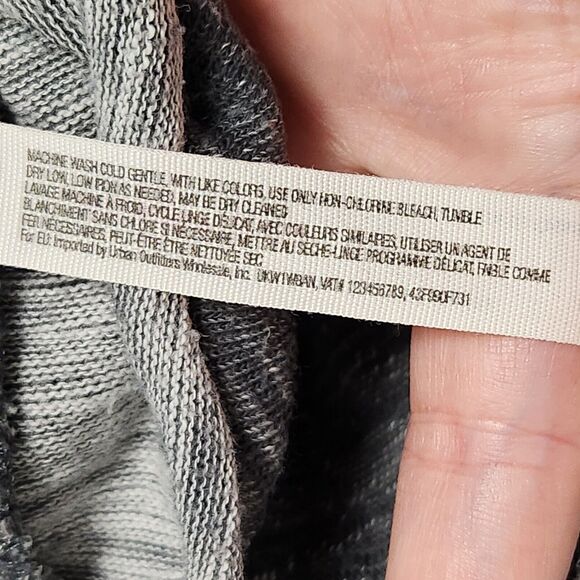 MACHINE WASH COLD GENTLE, WITH LIKE COLORS, USE ONLY NON-CHLORINE BLEACH, TUMBLE
DRY LOW, LOW IRON AS NEEDED, MAY BE DRY CLEANED
LAVAGE MACHINE A FROID, CYCLE LINGE DÉLICAT, AVEC COULEURS SIMILAIRES, UTILISER UN AGENT DE
BLANCHIMENT SANS CHLORE SI NÉCESSAIRE, METTRE AU SÈCHE-LINGE PROGRAMME DÉLICAT, FAIBLE COMME
FER NÉCESSAIRES, PEUT-ÊTRE ÊTRE NETTOYÉE SEC
For EU: Imported by Urban Outfitters Wholesale, Inc. UKW1W8AN, VAT# 123456789,